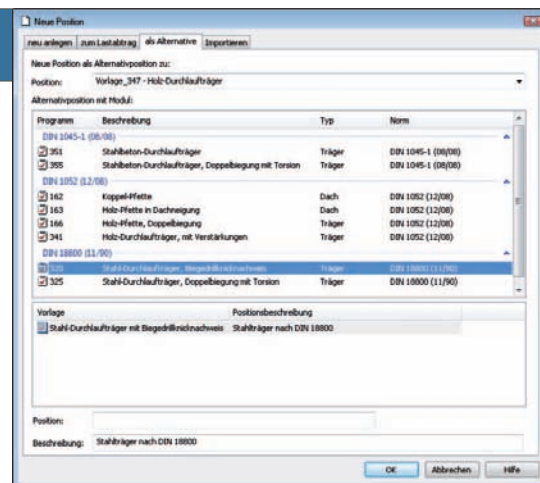 Neue Position
neu anlegen zum Lastabtrag als Alternative Importieren
Neue Position als Alternativposition zu:
Position: Vorlage_347 - Holz-Durchlaufträger
Alternativposition mit Modul:
Programm Beschreibung Typ Norm
DIN 1045-1 (08/08)
351 Stahlbeton-Durchlaufträger Träger DIN 1045-1 (08/08)
355 Stahlbeton-Durchlaufträger, Doppelbiegung mit Torsion Träger DIN 1045-1 (08/08)
DIN 1052 (12/08)
162 Koppel-Pfette Dach DIN 1052 (12/08)
163 Holz-Pfette in Dachneigung Dach DIN 1052 (12/08)
166 Holz-Pfette, Doppelbiegung Träger DIN 1052 (12/08)
341 Holz-Durchlaufträger, mit Verstärkungen Träger DIN 1052 (12/08)
DIN 18800 (11/90)
320 Stahl-Durchlaufträger, Biegedrillknicknachweis Träger DIN 18800 (11/90)
325 Stahl-Durchlaufträger, Doppelbiegung mit Torsion Träger DIN 18800 (11/90)
Vorlage Positionsbeschreibung
Stahl-Durchlaufträger mit Biegedrillknicknachweis Stahlträger nach DIN 18800
Position:
Beschreibung: Stahlträger nach DIN 18800
OK Abbrechen Hilfe